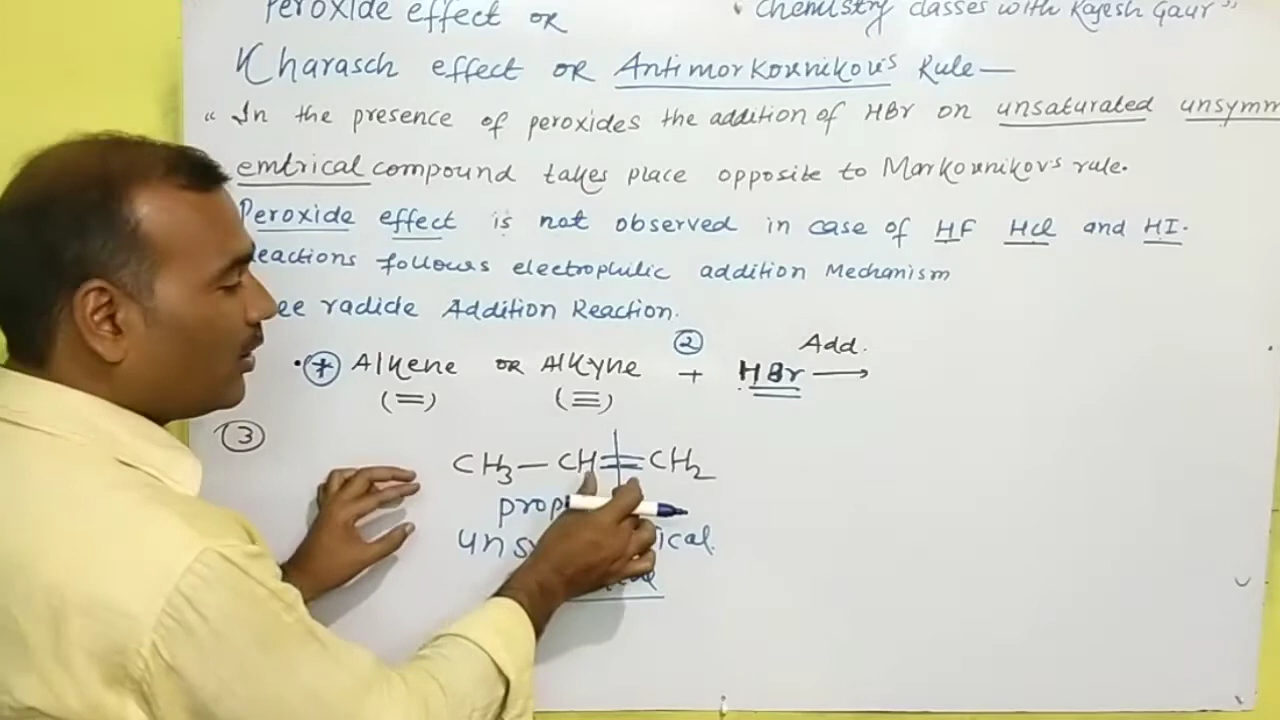 Peroxide effect OR
"Chemistry classes with Rajesh Gaur"
Kharasch effect OR Antimorkovnikov's Rule—
"In the presence of peroxides the addition of HBr on unsaturated unsymm
emtrical compound takes place opposite to Markovnikov's rule.
Peroxide effect is not observed in case of HF HCl and HI.
eactions follows electrophilic addition Mechanism
ee radicle Addition Reaction.
• * Alkene OR Alkyne + ② HBr Add. ⟶
(=) (≡)
③
CH₃—CH=CH₂
prop
uns ical.